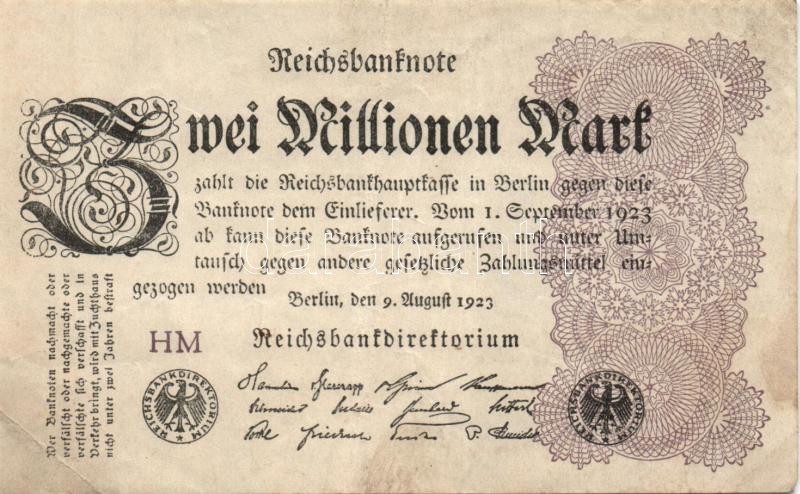 Reichsbanknote
Zwei Millionen Mark
zahlt die Reichsbankhauptkasse in Berlin gegen diese
Banknote dem Einlieferer. Vom 1. September 1923
ab kann diese Banknote aufgerufen und unter Um-
tausch gegen andere gesetzliche Zahlungsmittel ein-
gezogen werden
Berlin, den 9. August 1923
Reichsbankdirektorium
HM
REICHSBANKDIREKTORIUM
REICHSBANKDIREKTORIUM
Wer Banknoten nachmacht oder
verfälscht oder nachgemachte oder
verfälschte sich verschafft und in
Verkehr bringt, wird mit Zuchthaus
nicht unter zwei Jahren bestraft